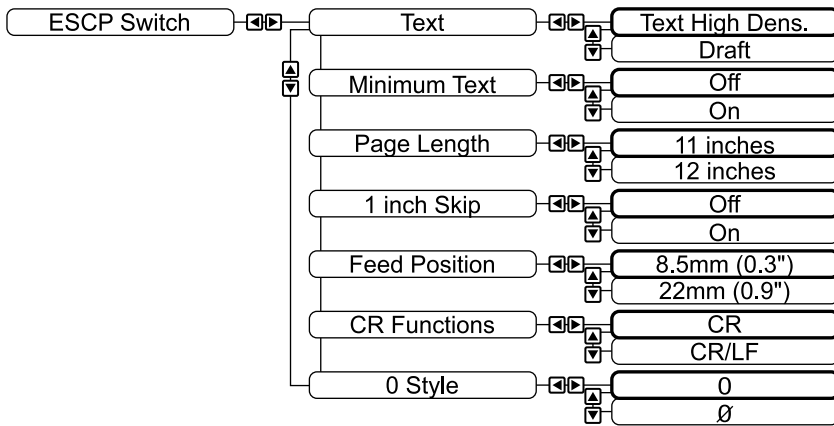 ESCP Switch
Text
Text High Dens.
Draft
Minimum Text
Off
On
Page Length
11 inches
12 inches
1 inch Skip
Off
On
Feed Position
8.5mm (0.3")
22mm (0.9")
CR Functions
CR
CR/LF
0 Style
0
Ø